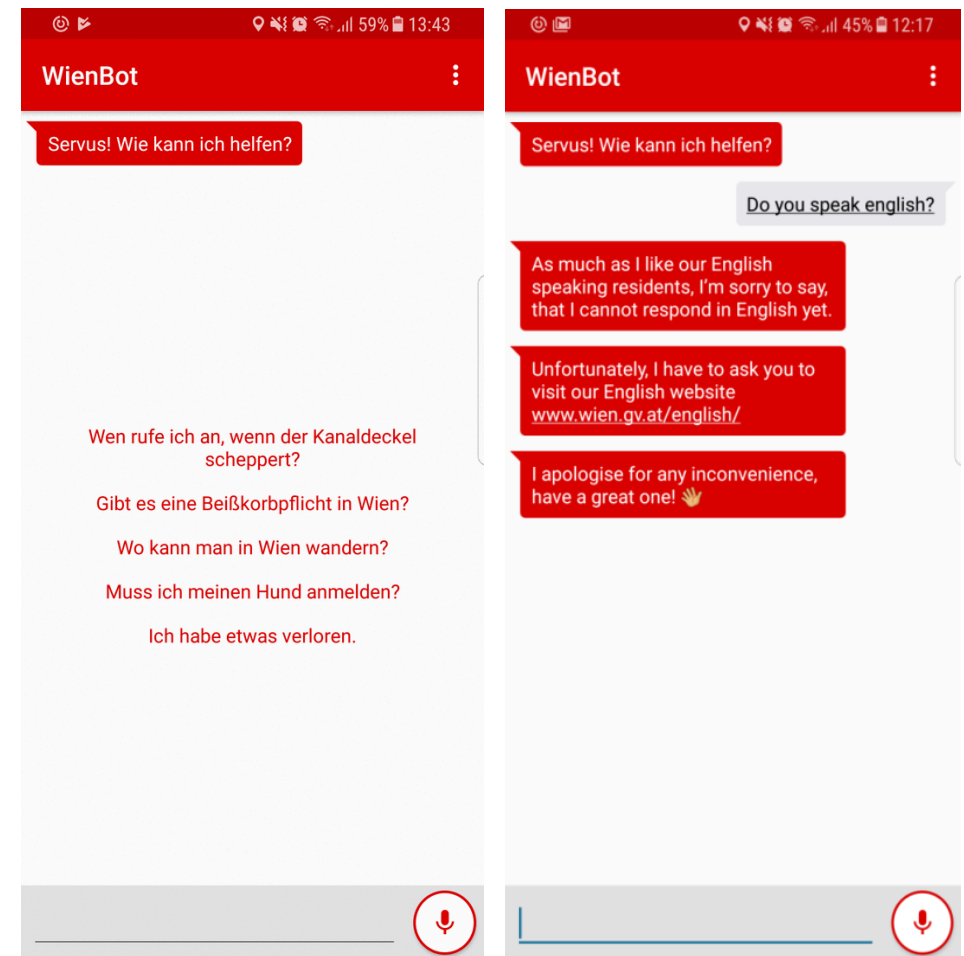 59% 13:43
WienBot
Servus! Wie kann ich helfen?
Wen rufe ich an, wenn der Kanaldeckel
scheppert?
Gibt es eine Beißkorbpflicht in Wien?
Wo kann man in Wien wandern?
Muss ich meinen Hund anmelden?
Ich habe etwas verloren.
45% 12:17
WienBot
Servus! Wie kann ich helfen?
Do you speak english?
As much as I like our English
speaking residents, I'm sorry to say,
that I cannot respond in English yet.
Unfortunately, I have to ask you to
visit our English website
www.wien.gv.at/english/
I apologise for any inconvenience,
have a great one! 👋